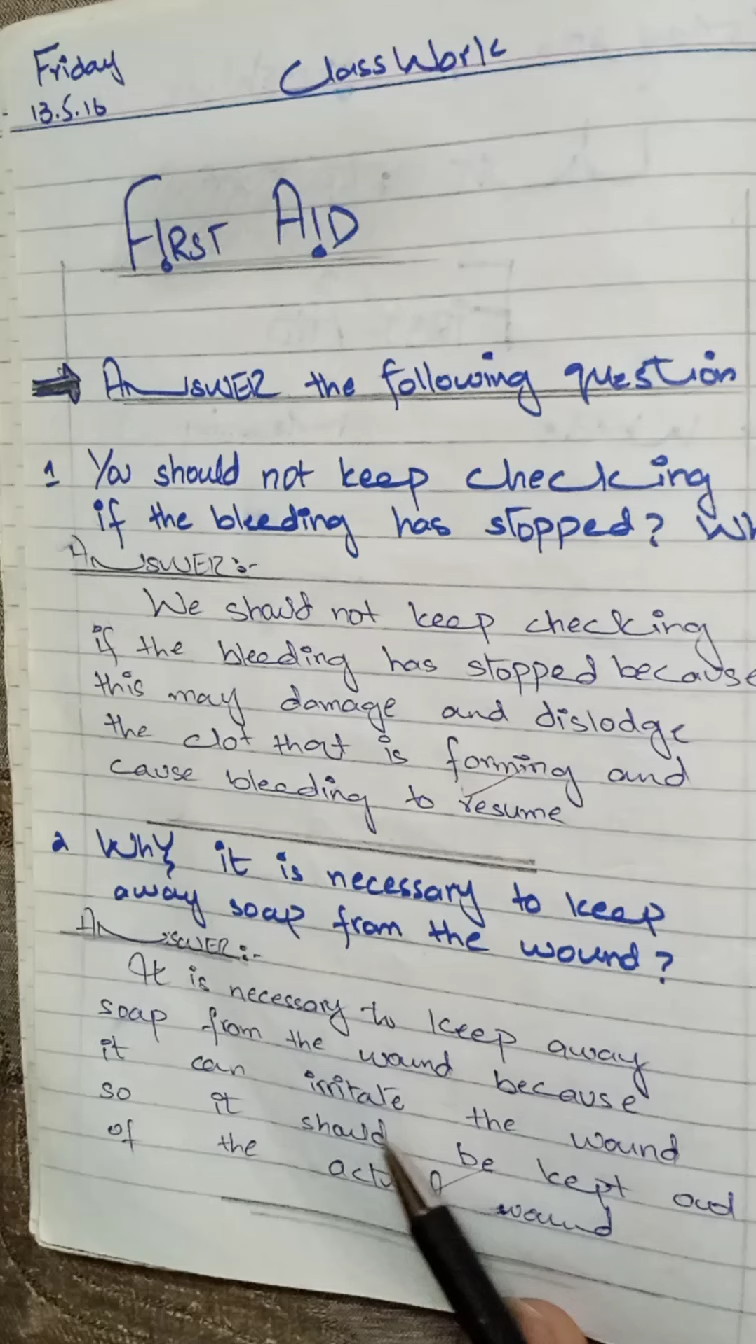 Friday
ClassWork
13.5.16
FIRST AID
ANSWER the following question
1 You should not keep checking
if the bleeding has stopped? Wh
ANSWER:-
We should not keep checking
if the bleeding has stopped because
this may damage and dislodge
the clot that is forming and
cause bleeding to resume
2 Why it is necessary to keep
away soap from the wound?
ANSWER:-
It is necessary to keep away
soap from the wound because
it can irritate the wound
so it should be kept out
of the wound